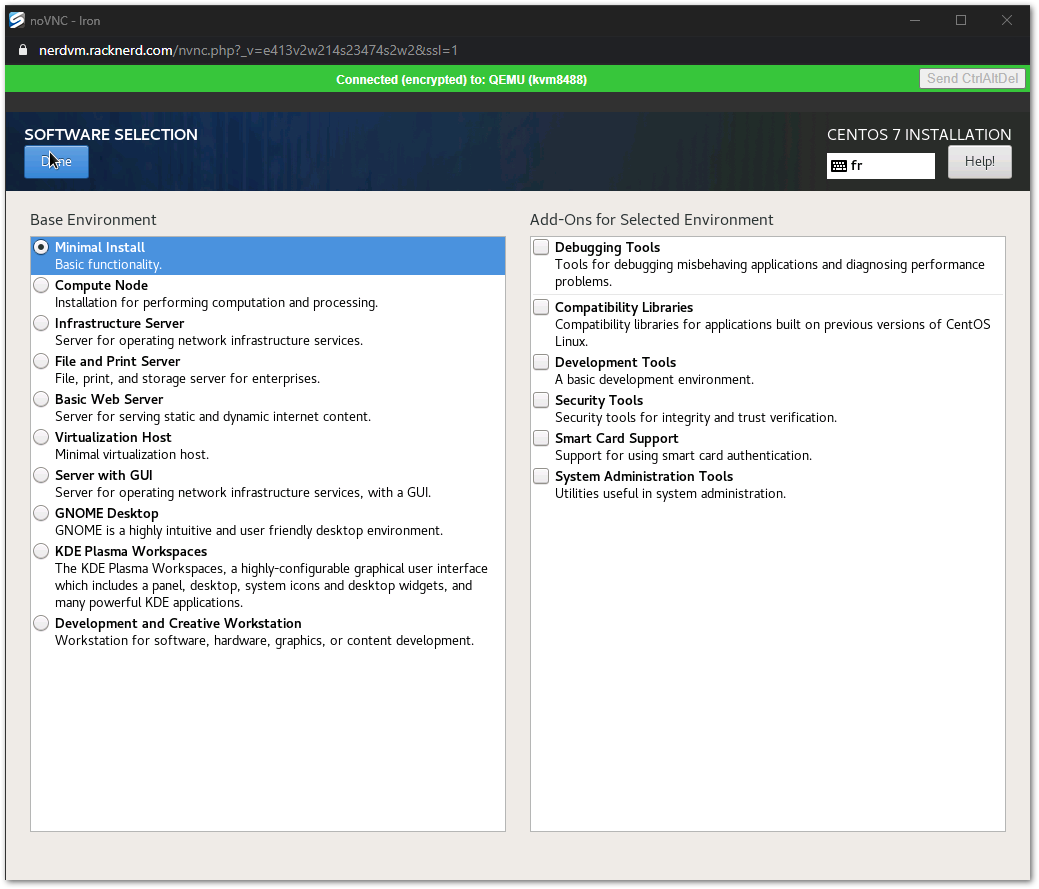 noVNC - Iron
nerdvm.racknerd.com/nvnc.php?_v=e413v2w214s23474s2w2&ssl=1
Connected (encrypted) to: QEMU (kvm8488)
Send CtrlAltDel
SOFTWARE SELECTION
Done
CENTOS 7 INSTALLATION
fr
Help!
Base Environment
Minimal Install
Basic functionality.
Compute Node
Installation for performing computation and processing.
Infrastructure Server
Server for operating network infrastructure services.
File and Print Server
File, print, and storage server for enterprises.
Basic Web Server
Server for serving static and dynamic internet content.
Virtualization Host
Minimal virtualization host.
Server with GUI
Server for operating network infrastructure services, with a GUI.
GNOME Desktop
GNOME is a highly intuitive and user friendly desktop environment.
KDE Plasma Workspaces
The KDE Plasma Workspaces, a highly-configurable graphical user interface
which includes a panel, desktop, system icons and desktop widgets, and
many powerful KDE applications.
Development and Creative Workstation
Workstation for software, hardware, graphics, or content development.
Add-Ons for Selected Environment
Debugging Tools
Tools for debugging misbehaving applications and diagnosing performance
problems.
Compatibility Libraries
Compatibility libraries for applications built on previous versions of CentOS
Linux.
Development Tools
A basic development environment.
Security Tools
Security tools for integrity and trust verification.
Smart Card Support
Support for using smart card authentication.
System Administration Tools
Utilities useful in system administration.